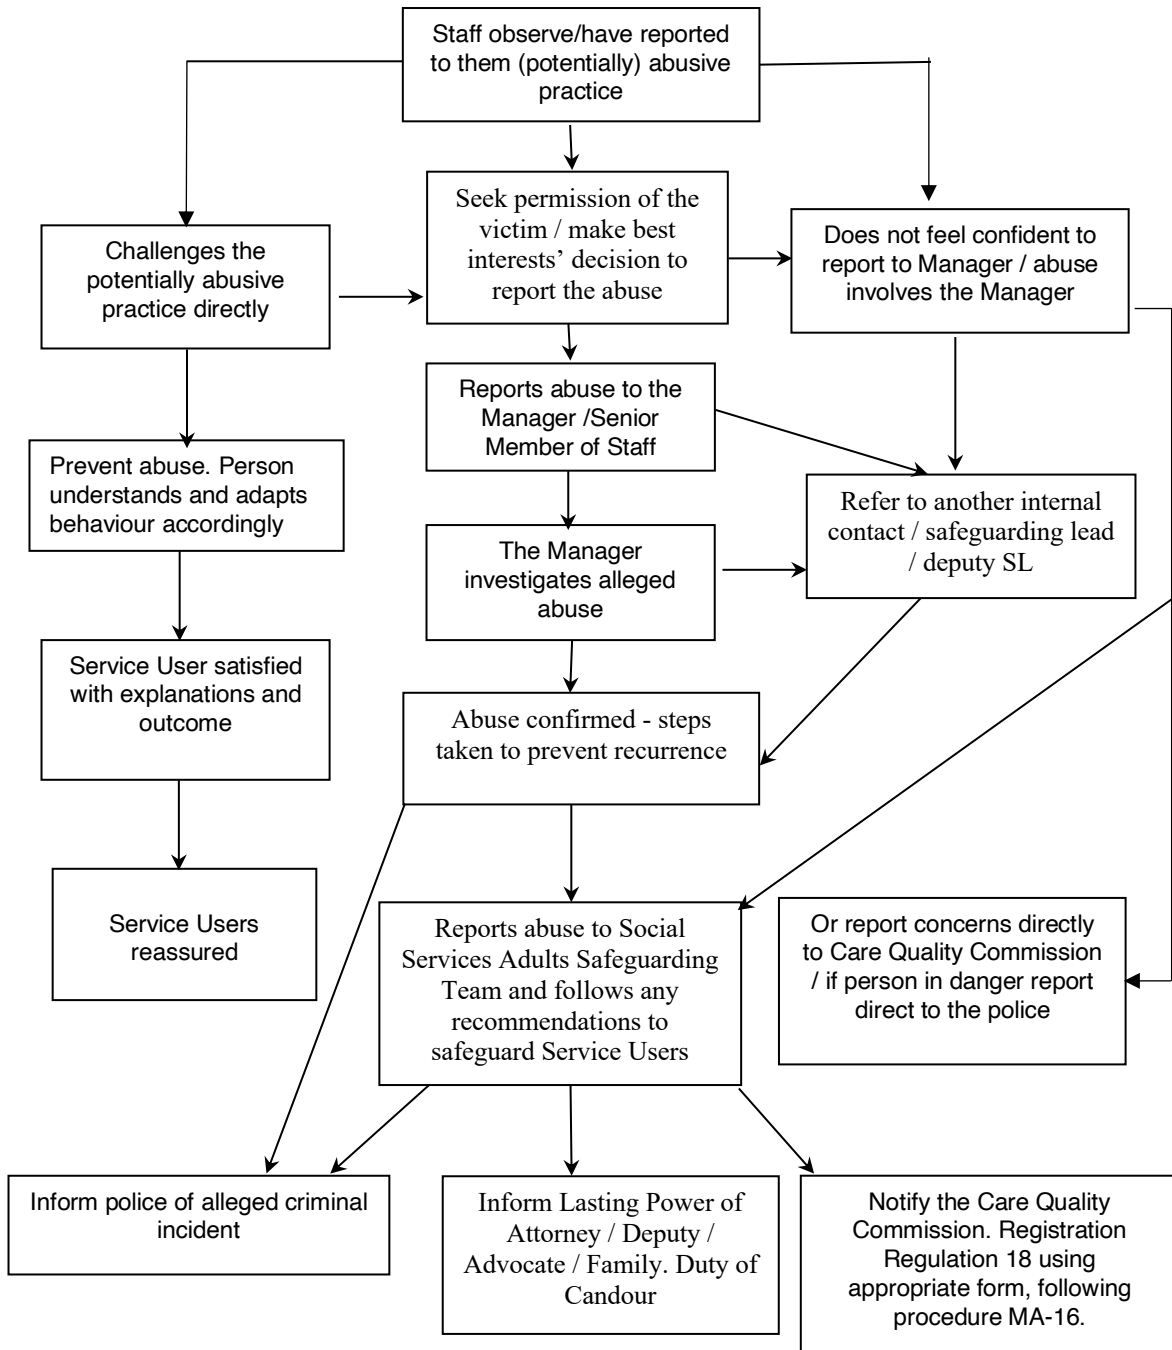 Staff observe/have reported
to them (potentially) abusive
practice
Seek permission of the
victim / make best
interests’ decision to
report the abuse
Does not feel confident to
report to Manager / abuse
involves the Manager
Challenges the
potentially abusive
practice directly
Reports abuse to the
Manager /Senior
Member of Staff
Prevent abuse. Person
understands and adapts
behaviour accordingly
Refer to another internal
contact / safeguarding lead
/ deputy SL
The Manager
investigates alleged
abuse
Service User satisfied
with explanations and
outcome
Abuse confirmed - steps
taken to prevent recurrence
Service Users
reassured
Reports abuse to Social
Services Adults Safeguarding
Team and follows any
recommendations to
safeguard Service Users
Or report concerns directly
to Care Quality Commission
/ if person in danger report
direct to the police
Inform police of alleged criminal
incident
Inform Lasting Power of
Attorney / Deputy /
Advocate / Family. Duty of
Candour
Notify the Care Quality
Commission. Registration
Regulation 18 using
appropriate form, following
procedure MA-16.